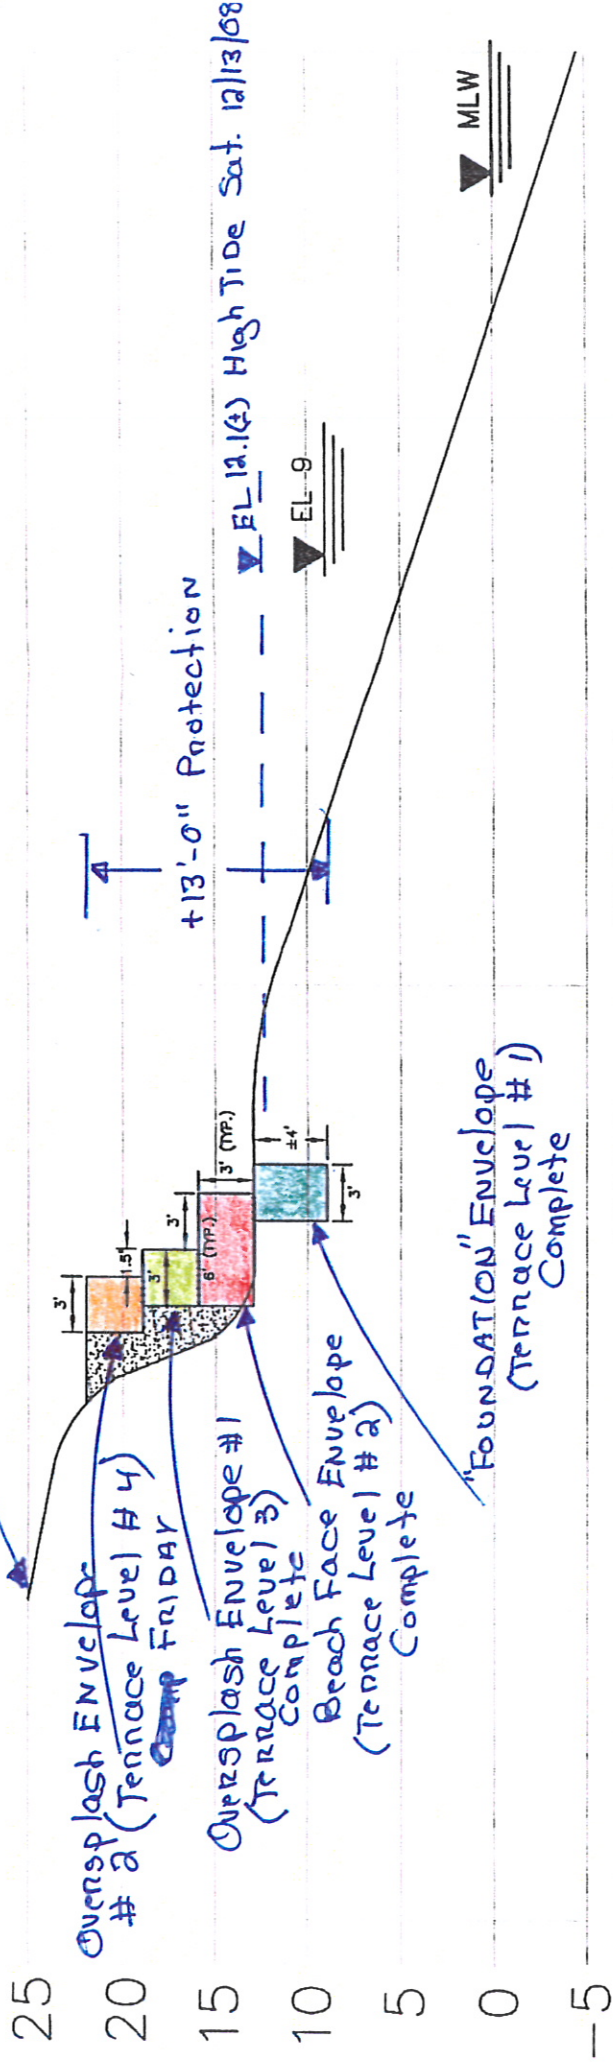 25
20
15
10
5
0
-5
Oversplash Envelope
# 2 (Terrace Level # 4)
FRIDAY
Oversplash Envelope #1
(Terrace Level 3)
Complete
Beach Face Envelope
(Terrace Level # 2)
Complete
"FOUNDATION" Envelope
(Terrace Level # 1)
Complete
3'
1.5'
3'
3'
6' (TYP.)
3' (TYP.)
±4'
3'
+13'-0" Protection
EL 12.1(±) High Tide Sat. 12/13/08
EL 9
MLW